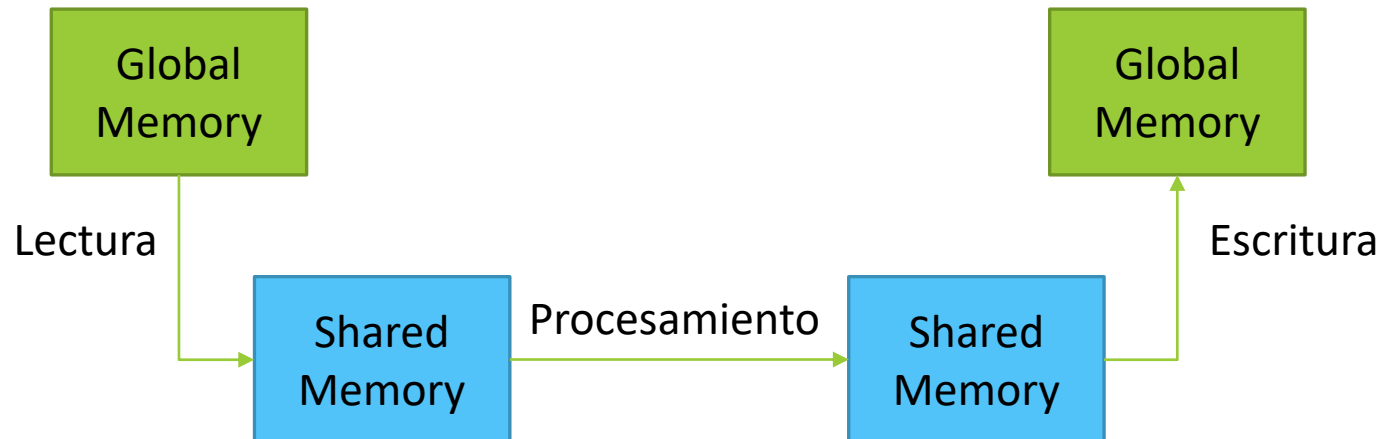 Global
Memory
Global
Memory
Lectura
Escritura
Shared
Memory
Procesamiento
Shared
Memory